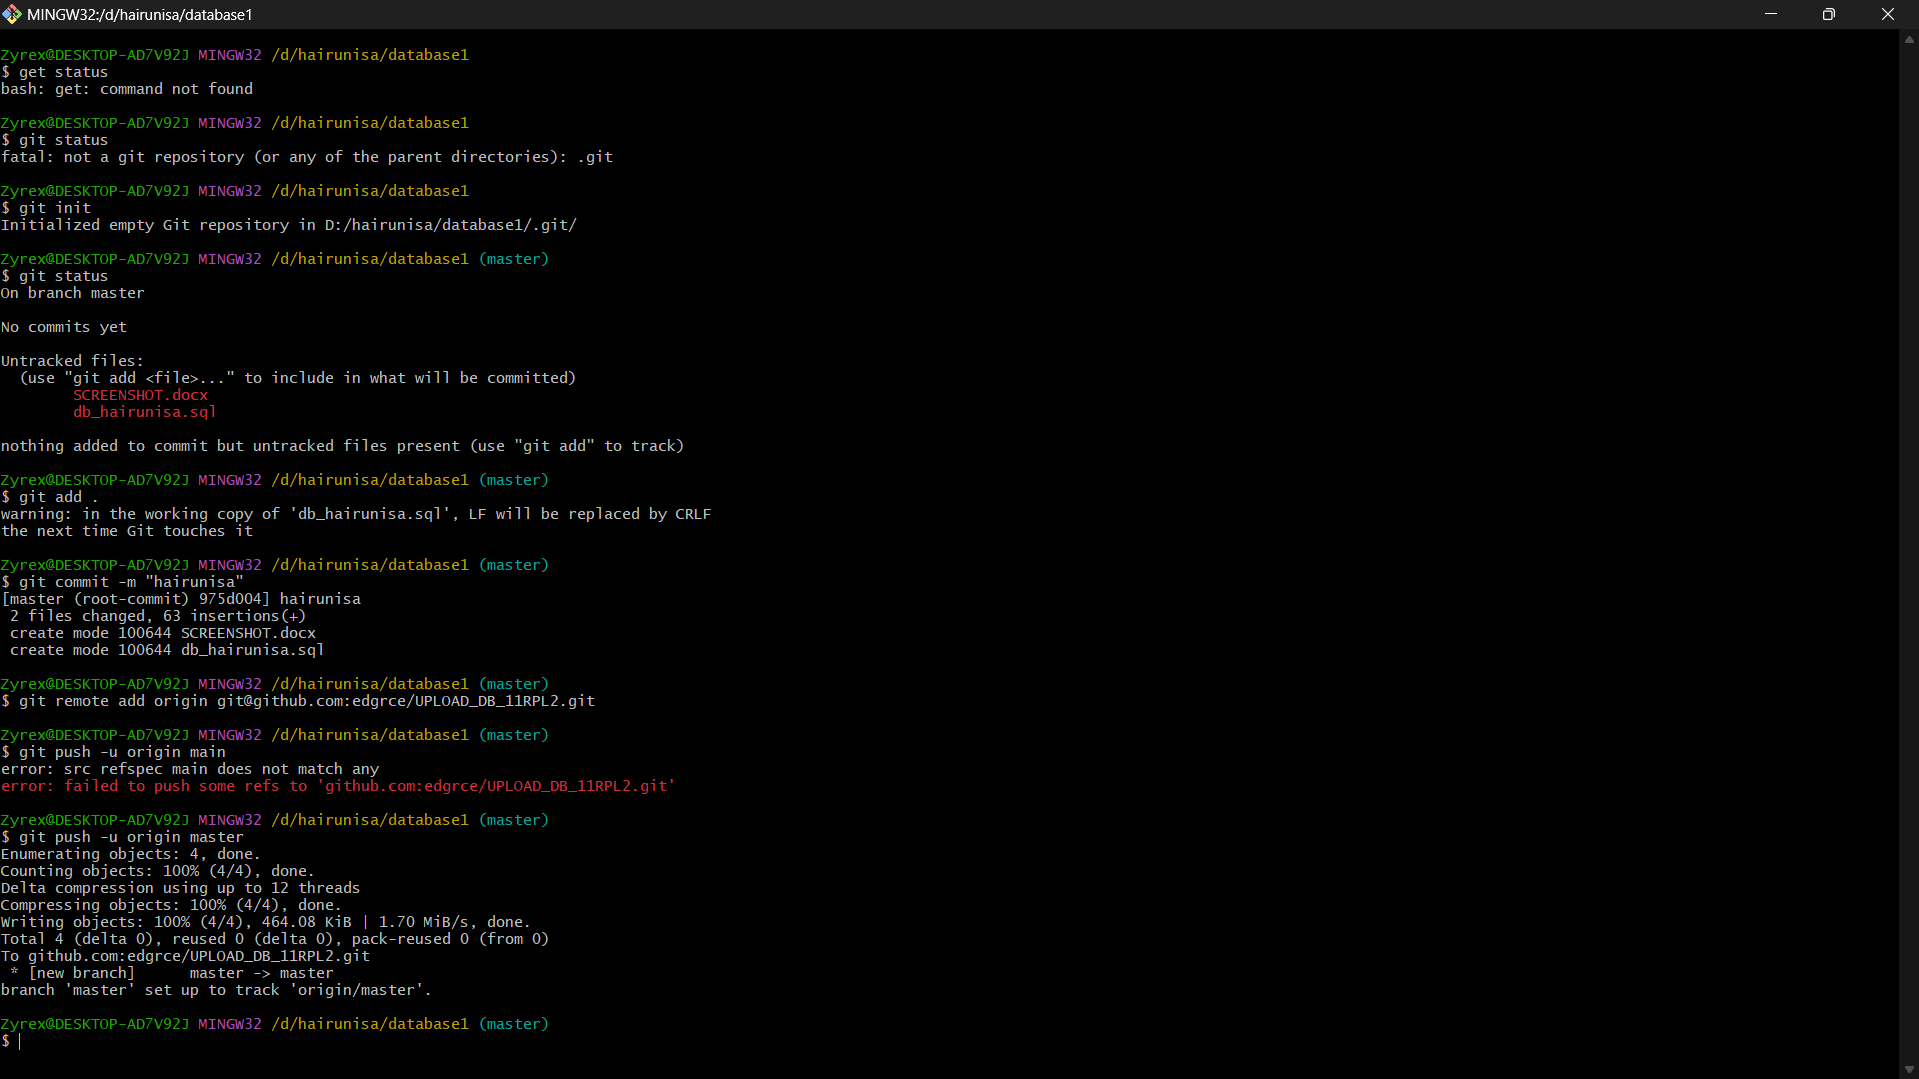 MINGW32:/d/hairunisa/database1
Zyrex@DESKTOP-AD7V92J MINGW32 /d/hairunisa/database1
$ get status
bash: get: command not found
Zyrex@DESKTOP-AD7V92J MINGW32 /d/hairunisa/database1
$ git status
fatal: not a git repository (or any of the parent directories): .git
Zyrex@DESKTOP-AD7V92J MINGW32 /d/hairunisa/database1
$ git init
Initialized empty Git repository in D:/hairunisa/database1/.git/
Zyrex@DESKTOP-AD7V92J MINGW32 /d/hairunisa/database1 (master)
$ git status
On branch master
No commits yet
Untracked files:
  (use "git add <file>..." to include in what will be committed)
        SCREENSHOT.docx
        db_hairunisa.sql
nothing added to commit but untracked files present (use "git add" to track)
Zyrex@DESKTOP-AD7V92J MINGW32 /d/hairunisa/database1 (master)
$ git add .
warning: in the working copy of 'db_hairunisa.sql', LF will be replaced by CRLF
the next time Git touches it
Zyrex@DESKTOP-AD7V92J MINGW32 /d/hairunisa/database1 (master)
$ git commit -m "hairunisa"
[master (root-commit) 975d004] hairunisa
 2 files changed, 63 insertions(+)
 create mode 100644 SCREENSHOT.docx
 create mode 100644 db_hairunisa.sql
Zyrex@DESKTOP-AD7V92J MINGW32 /d/hairunisa/database1 (master)
$ git remote add origin git@github.com:edgrce/UPLOAD_DB_11RPL2.git
Zyrex@DESKTOP-AD7V92J MINGW32 /d/hairunisa/database1 (master)
$ git push -u origin main
error: src refspec main does not match any
error: failed to push some refs to 'github.com:edgrce/UPLOAD_DB_11RPL2.git'
Zyrex@DESKTOP-AD7V92J MINGW32 /d/hairunisa/database1 (master)
$ git push -u origin master
Enumerating objects: 4, done.
Counting objects: 100% (4/4), done.
Delta compression using up to 12 threads
Compressing objects: 100% (4/4), done.
Writing objects: 100% (4/4), 464.08 KiB | 1.70 MiB/s, done.
Total 4 (delta 0), reused 0 (delta 0), pack-reused 0 (from 0)
To github.com:edgrce/UPLOAD_DB_11RPL2.git
 * [new branch]      master -> master
branch 'master' set up to track 'origin/master'.
Zyrex@DESKTOP-AD7V92J MINGW32 /d/hairunisa/database1 (master)
$